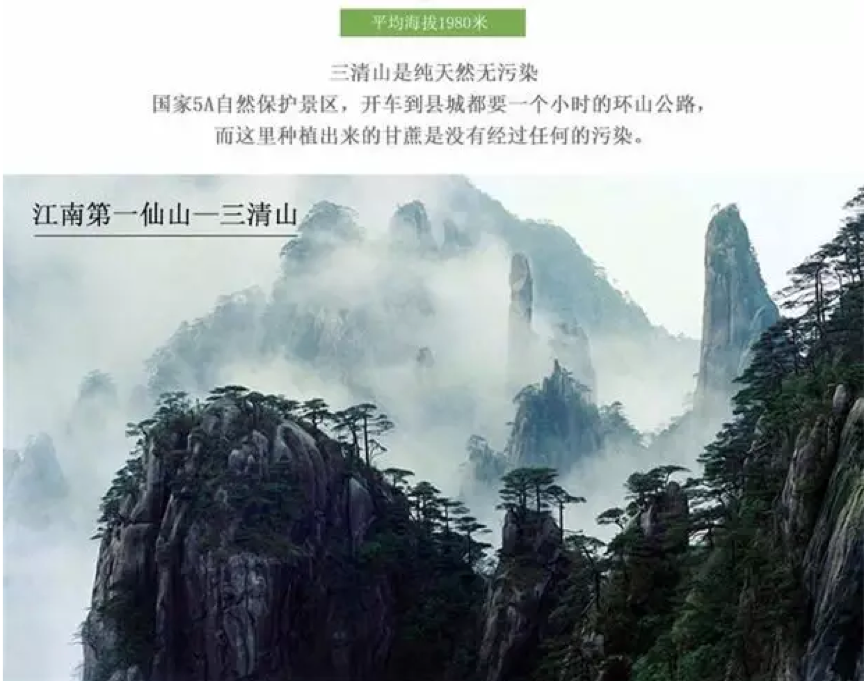 平均海拔1980米
三清山是纯天然无污染
国家5A自然保护景区，开车到县城都要一个小时的环山公路，
而这里种植出来的甘蔗是没有经过任何的污染。
江南第一仙山—三清山